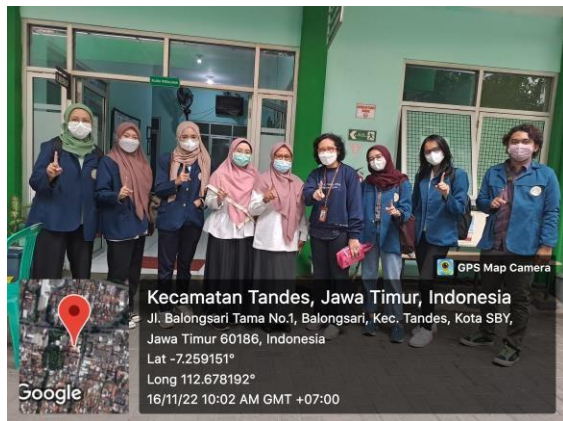 GPS Map Camera
Kecamatan Tandes, Jawa Timur, Indonesia
Jl. Balongsari Tama No.1, Balongsari, Kec. Tandes, Kota SBY,
Jawa Timur 60186, Indonesia
Lat -7.259151°
Long 112.678192°
16/11/22 10:02 AM GMT +07:00
Google